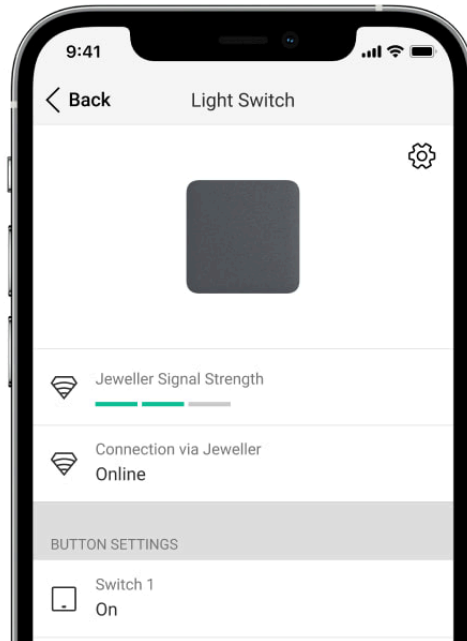 9:41
Back Light Switch
Jeweller Signal Strength
Connection via Jeweller
Online
BUTTON SETTINGS
Switch 1
On